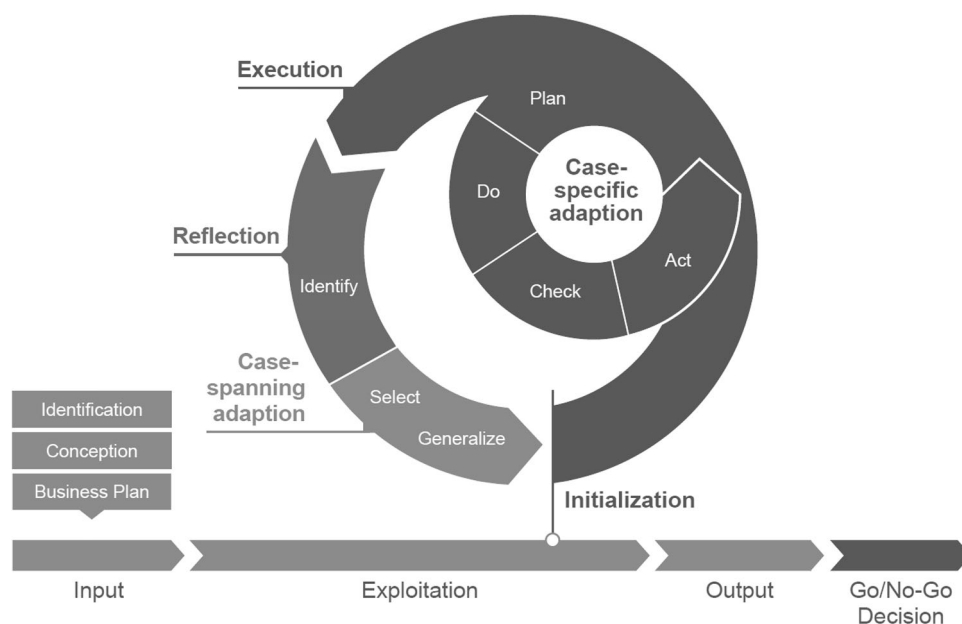 Execution
Plan
Case-
specific
adaption
Do
Act
Check
Reflection
Identify
Case-
spanning
adaption
Select
Generalize
Identification
Conception
Business Plan
Initialization
Input
Exploitation
Output
Go/No-Go
Decision